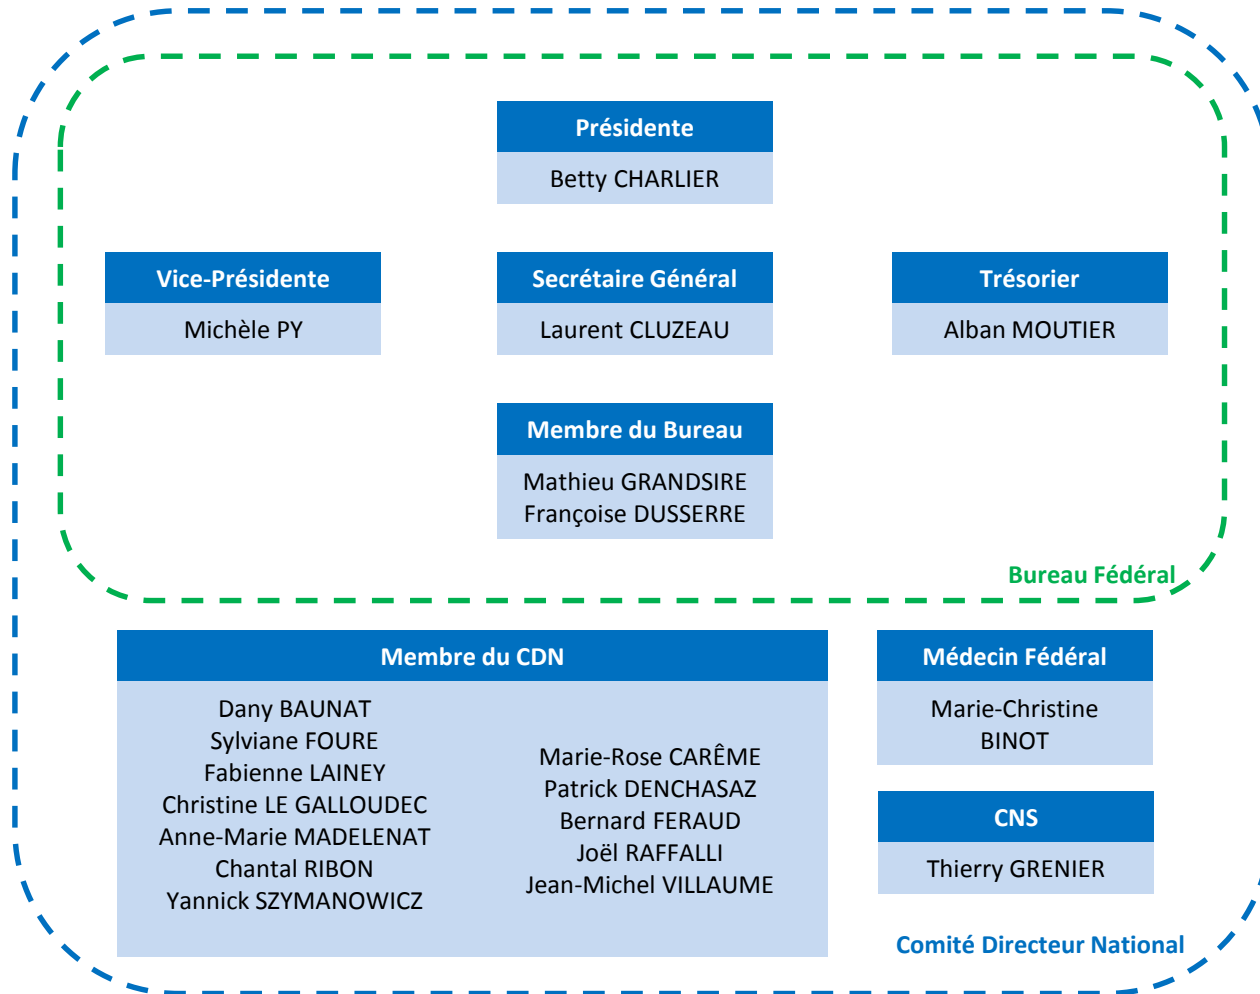 Présidente
Betty CHARLIER
Vice-Présidente
Michèle PY
Secrétaire Général
Laurent CLUZEAU
Trésorier
Alban MOUTIER
Membre du Bureau
Mathieu GRANDSIRE
Françoise DUSSERRE
Bureau Fédéral
Membre du CDN
Dany BAUNAT
Sylviane FOURE
Fabienne LAINEY
Christine LE GALLOUDEC
Anne-Marie MADELENAT
Chantal RIBON
Yannick SZYMANOWICZ
Marie-Rose CARÊME
Patrick DENCHASAZ
Bernard FERAUD
Joël RAFFALLI
Jean-Michel VILLAUME
Médecin Fédéral
Marie-Christine
BINOT
CNS
Thierry GRENIER
Comité Directeur National